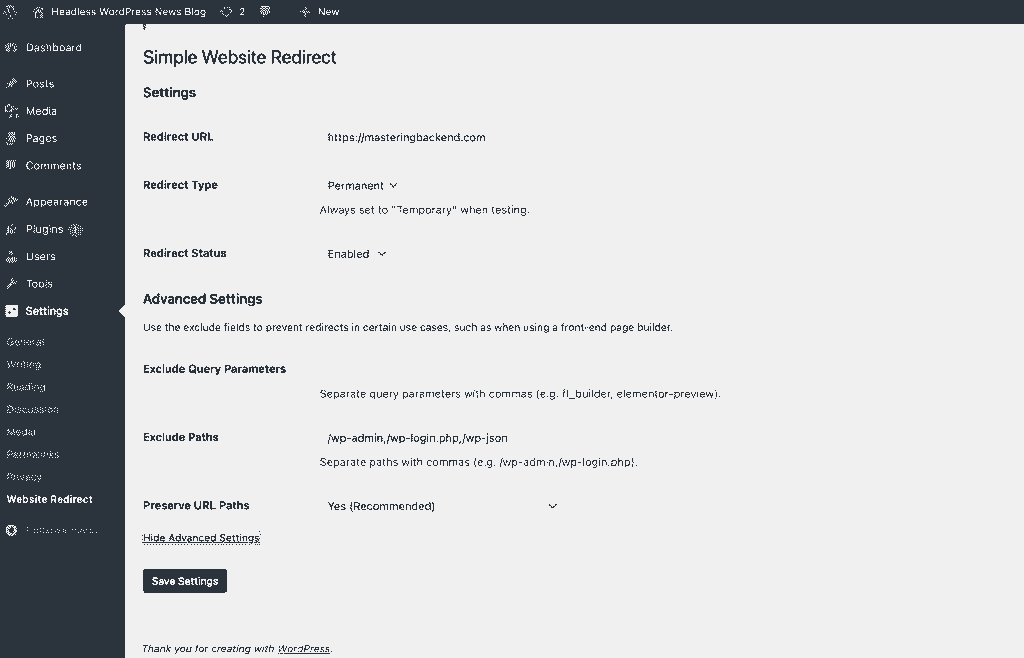 Headless WordPress News Blog 2 New
Dashboard
Posts
Media
Pages
Comments
Appearance
Plugins
Users
Tools
Settings
General
Writing
Reading
Discussion
Media
Permalinks
Privacy
Website Redirect
Simple Website Redirect
Settings
Redirect URL https://masteringbackend.com
Redirect Type Permanent
Always set to "Temporary" when testing.
Redirect Status Enabled
Advanced Settings
Use the exclude fields to prevent redirects in certain use cases, such as when using a front-end page builder.
Exclude Query Parameters
Separate query parameters with commas (e.g. fl_builder, elementor-preview).
Exclude Paths /wp-admin,/wp-login.php,/wp-json
Separate paths with commas (e.g. /wp-admin,/wp-login.php).
Preserve URL Paths Yes (Recommended)
Hide Advanced Settings
Save Settings
Thank you for creating with WordPress.